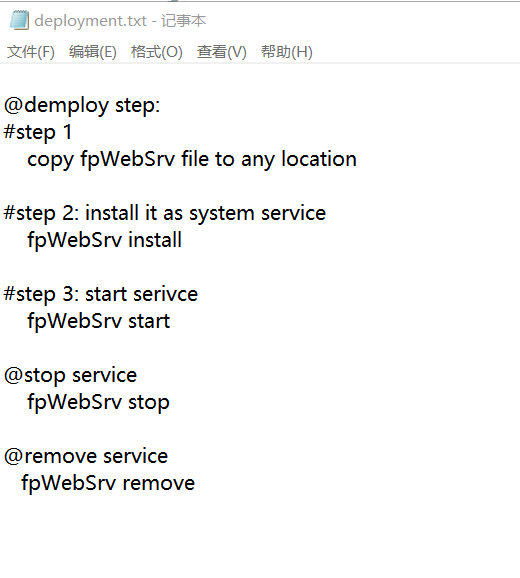 deployment.txt - 记事本
文件(F) 编辑(E) 格式(O) 查看(V) 帮助(H)
@demploy step:
#step 1
copy fpWebSrv file to any location
#step 2: install it as system service
fpWebSrv install
#step 3: start serivce
fpWebSrv start
@stop service
fpWebSrv stop
@remove service
fpWebSrv remove